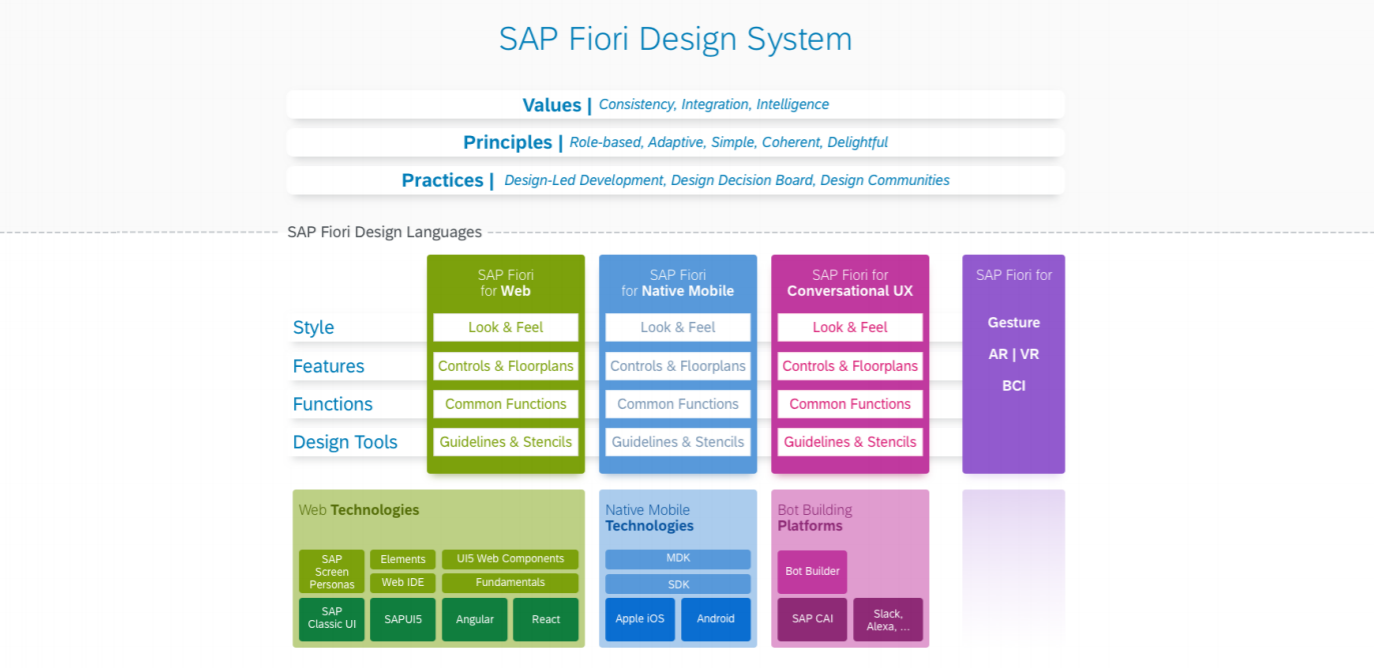 SAP Fiori Design System
Values | Consistency, Integration, Intelligence
Principles | Role-based, Adaptive, Simple, Coherent, Delightful
Practices | Design-Led Development, Design Decision Board, Design Communities
SAP Fiori Design Languages
SAP Fiori
for Web
SAP Fiori
for Native Mobile
SAP Fiori for
Conversational UX
SAP Fiori for
Gesture
AR | VR
BCI
Style
Look & Feel
Look & Feel
Look & Feel
Features
Controls & Floorplans
Controls & Floorplans
Controls & Floorplans
Functions
Common Functions
Common Functions
Common Functions
Design Tools
Guidelines & Stencils
Guidelines & Stencils
Guidelines & Stencils
Web Technologies
SAP
Screen
Personas
Elements
UI5 Web Components
Web IDE
Fundamentals
SAP
Classic UI
SAPUI5
Angular
React
Native Mobile
Technologies
MDK
SDK
Apple iOS
Android
Bot Building
Platforms
Bot Builder
SAP CAI
Slack,
Alexa, ...